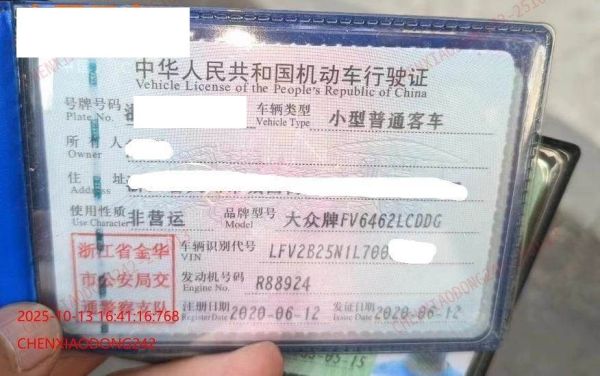 中华人民共和国机动车行驶证
Vehicle License of the People's Republic of China
号牌号码 车辆类型 小型普通客车
Plate No. Vehicle Type
所有人
Owner
住址
Address
使用性质 非营运 品牌型号 大众牌FV6462LCDDG
Use Character Model
浙江省金华 车辆识别代号 LFV2B25N1L700
VIN
市公安局交 发动机号码 R88924
Engine No.
通警察支队 注册日期 2020-06-12 发证日期 2020-06-12
Register Date Issue Date
2025-10-13 16:41:16:768
CHENXIAODONG242